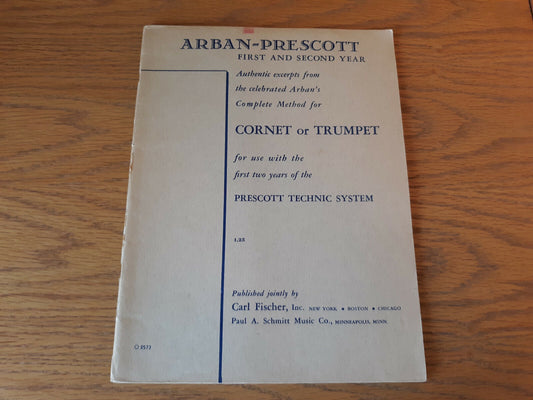 ARBAN-PRESCOTT
FIRST AND SECOND YEAR
Authentic excerpts from
the celebrated Arban's
Complete Method for
CORNET or TRUMPET
for use with the
first two years of the
PRESCOTT TECHNIC SYSTEM
1.25
Published jointly by
Carl Fischer, Inc. NEW YORK ★ BOSTON ★ CHICAGO
Paul A. Schmitt Music Co., MINNEAPOLIS, MINN.
O 2572